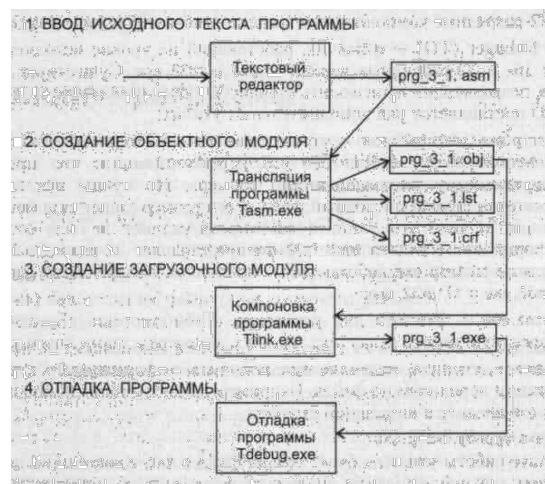 1. ВВОД ИСХОДНОГО ТЕКСТА ПРОГРАММЫ
Текстовый
редактор
prg_3_1. asm
2. СОЗДАНИЕ ОБЪЕКТНОГО МОДУЛЯ
Трансляция
программы
Tasm.exe
prg_3_1.obj
prg_3_1.lst
prg_3_1.crf
3. СОЗДАНИЕ ЗАГРУЗОЧНОГО МОДУЛЯ
Компоновка
программы
Tlink.exe
prg_3_1.exe
4. ОТЛАДКА ПРОГРАММЫ
Отладка
программы
Tdebug.exe